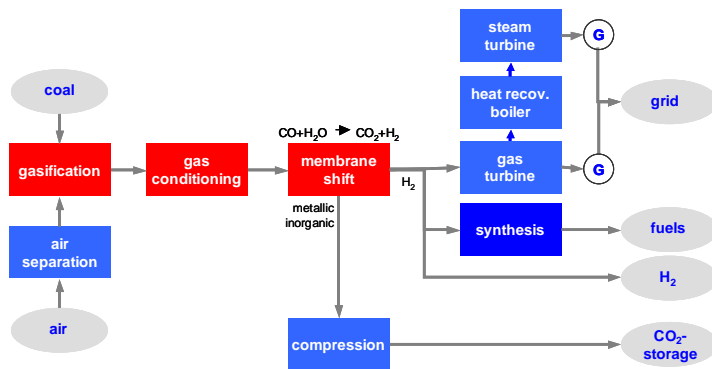 steam
turbine
G
coal
heat recov.
boiler
grid
CO+H₂O → CO₂+H₂
gasification
gas
conditioning
membrane
shift
H₂
gas
turbine
G
metallic
inorganic
air
separation
synthesis
fuels
H₂
air
compression
CO₂-
storage